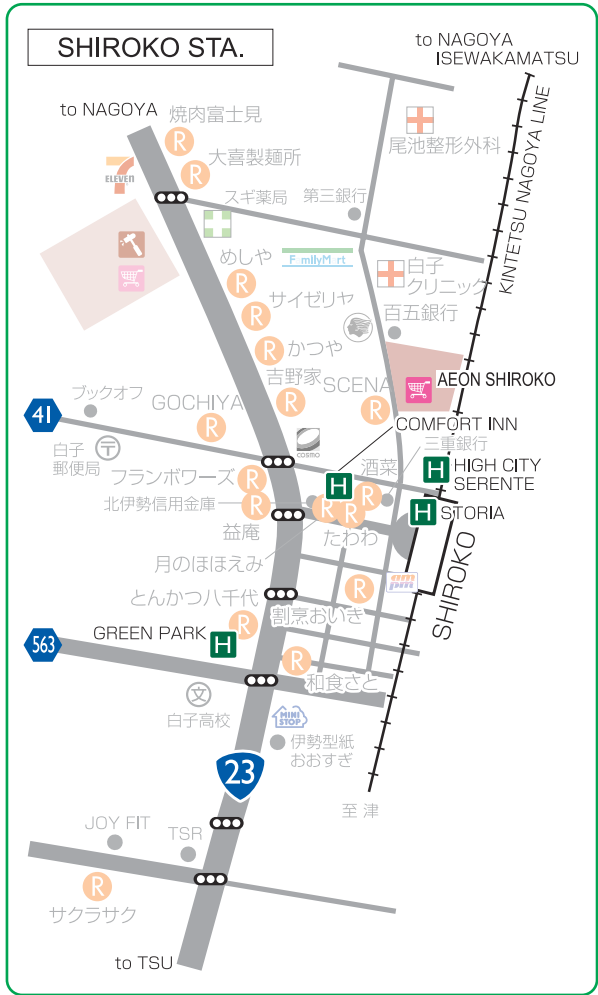 SHIROKO STA.
to NAGOYA
ISEWAKAMATSU
to NAGOYA
焼肉富士見
KINTETSU NAGOYA LINE
大喜製麺所
尾池整形外科
7
ELEVEN
スギ薬局
第三銀行
R
R
めしや
F milyM rt
白子
クリニック
サイゼリヤ
R
R
百五銀行
かつや
R
吉野家
SCENA
AEON SHIROKO
ブックオフ
GOCHIYA
R
R
COMFORT INN
41
R
三重銀行
白子
郵便局
COSMO
酒菜
フランボワーズ
R
H
H
HIGH CITY
SERENTE
北伊勢信用金庫
R
R
R
R
H
STORIA
益庵
たわわ
月のほほえみ
SHIROKO
am
pm
とんかつ八千代
R
割烹おいき
GREEN PARK
H
R
563
R
和食さと
文
白子高校
MINI
STOP
伊勢型紙
おおすぎ
23
至 津
JOY FIT
TSR
R
サクラサク
to TSU